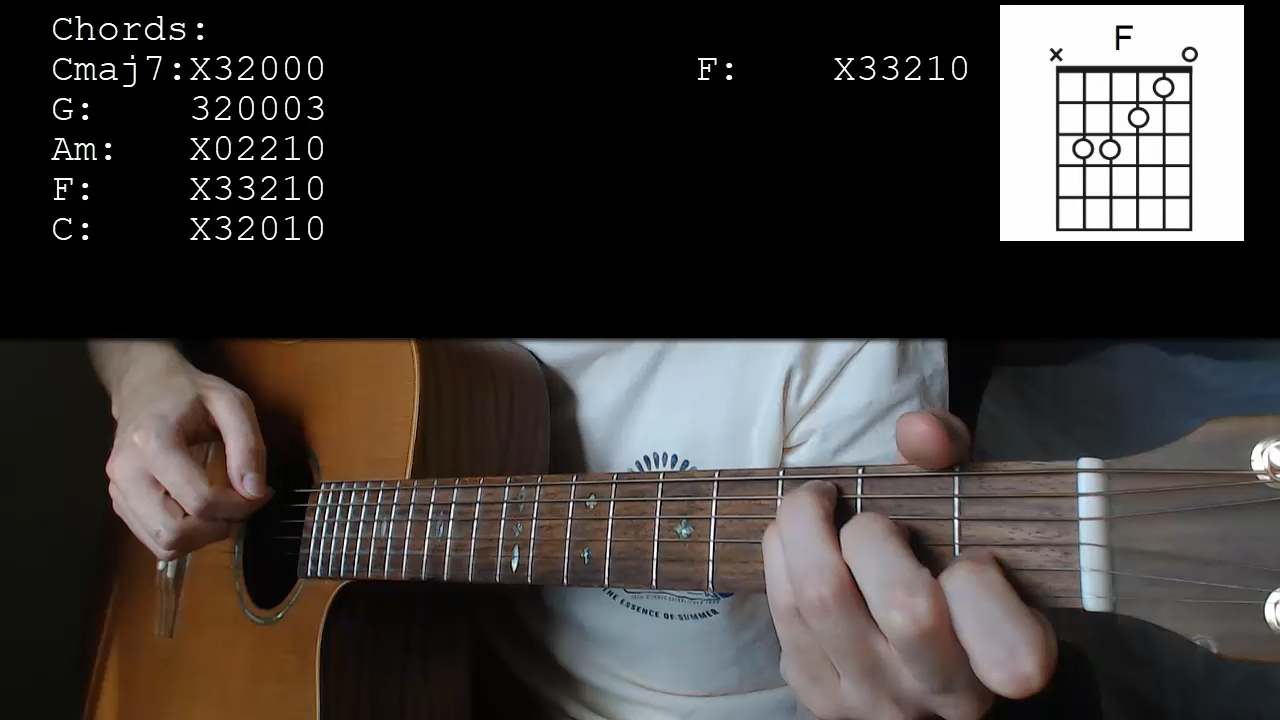 Chords:
Cmaj7:X32000
G: 320003
Am: X02210
F: X33210
C: X32010
F: X33210
F
x o
THE ESSENCE OF SUMMER